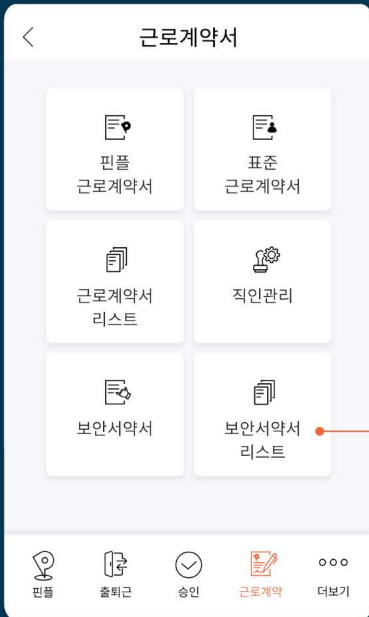 근로계약서
핀플
근로계약서
표준
근로계약서
근로계약서
리스트
직인관리
보안서약서
보안서약서
리스트
핀플
출퇴근
승인
근로계약
더보기